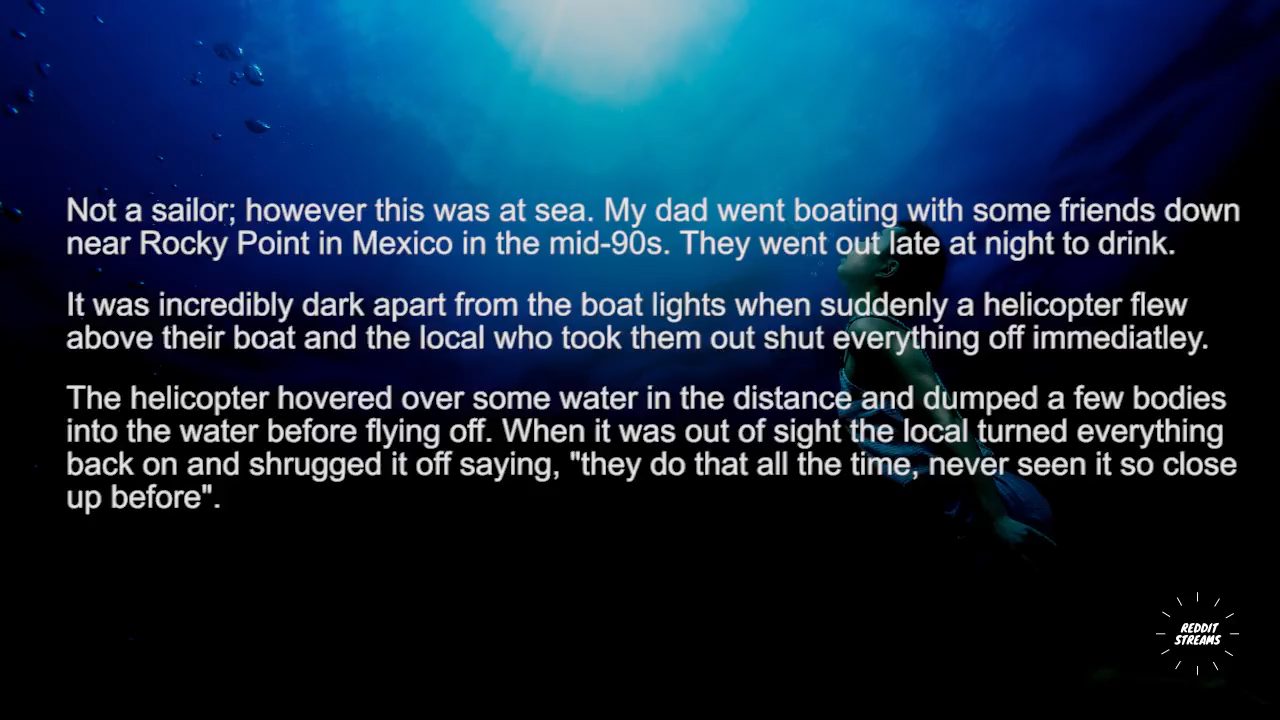 Not a sailor; however this was at sea. My dad went boating with some friends down
near Rocky Point in Mexico in the mid-90s. They went out late at night to drink.
It was incredibly dark apart from the boat lights when suddenly a helicopter flew
above their boat and the local who took them out shut everything off immediatley.
The helicopter hovered over some water in the distance and dumped a few bodies
into the water before flying off. When it was out of sight the local turned everything
back on and shrugged it off saying, "they do that all the time, never seen it so close
up before".
REDDIT
STREAMS